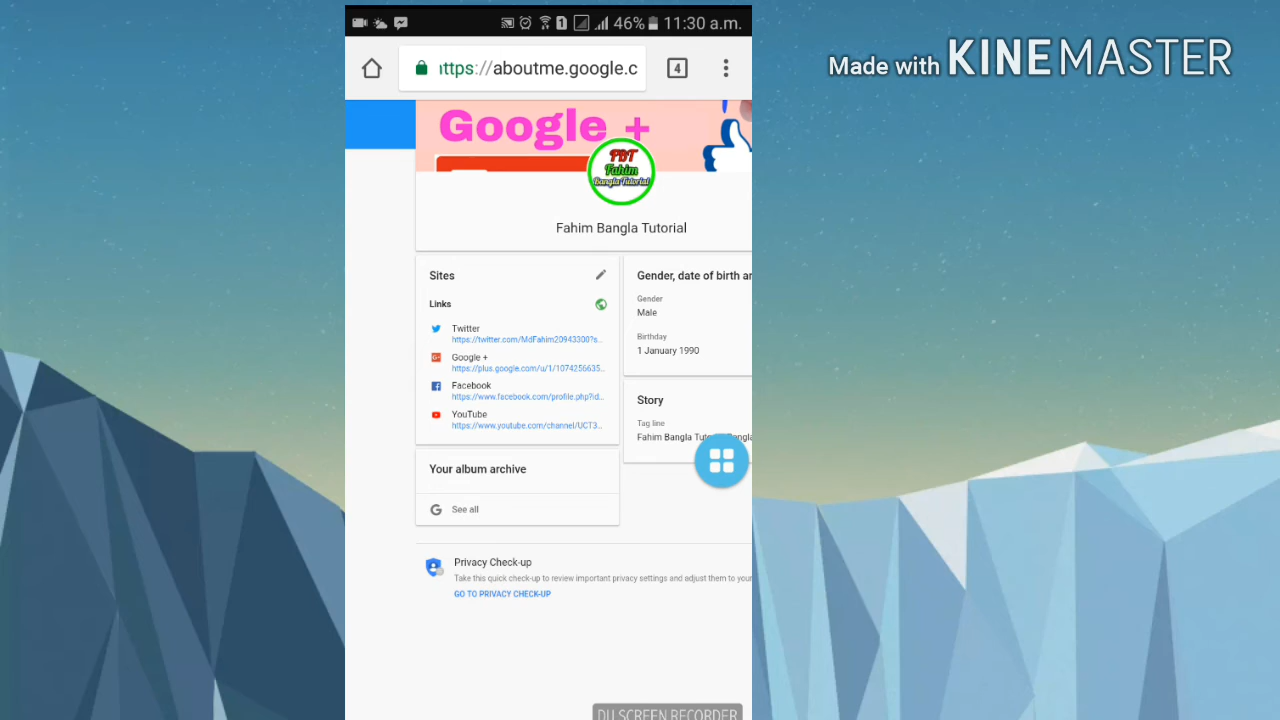 46% 11:30 a.m.
Made with KINEMASTER
ttps://aboutme.google.c
4
Google +
FBT
Fahim
Bangla Tutorial
Fahim Bangla Tutorial
Sites
Links
Twitter
https://twitter.com/MdFahim20943300?s...
Google +
https://plus.google.com/u/1/1074256635...
Facebook
https://www.facebook.com/profile.php?id...
YouTube
https://www.youtube.com/channel/UCT3...
Your album archive
See all
Gender, date of birth an
Gender
Male
Birthday
1 January 1990
Story
Tag line
Fahim Bangla
Privacy Check-up
Take this quick check-up to review important privacy settings and adjust them to your
GO TO PRIVACY CHECK-UP
DU SCREEN RECORDER